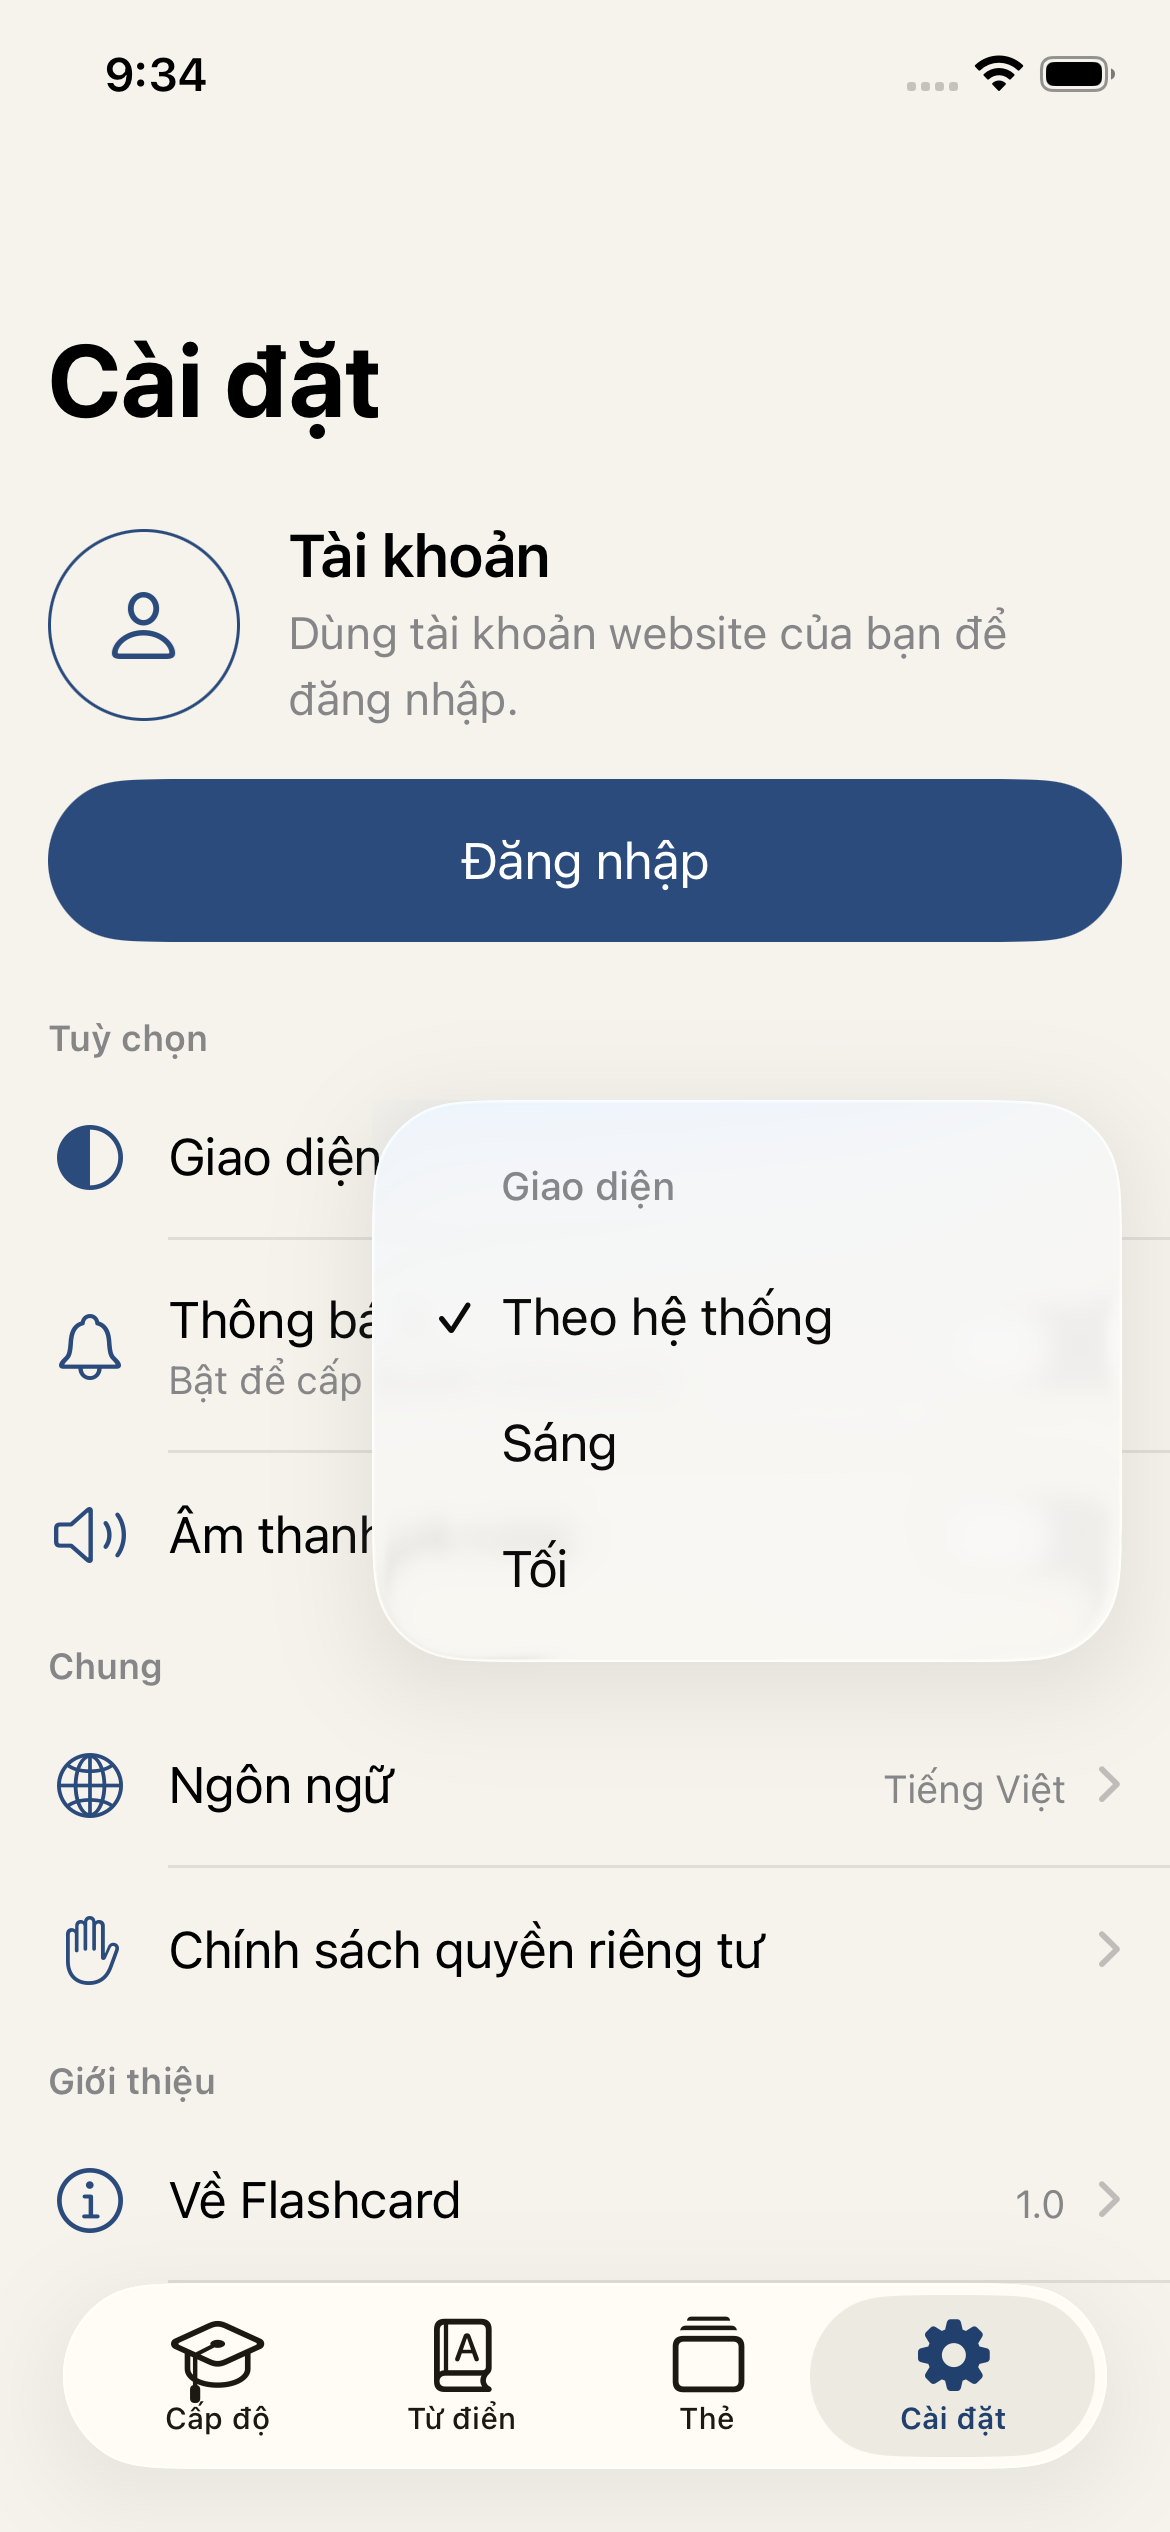 9:34
Cài đặt
Tài khoản
Dùng tài khoản website của bạn để
đăng nhập.
Đăng nhập
Tuỳ chọn
Giao diện
Giao diện
Theo hệ thống
Sáng
Tối
Thông
Bật để cấp
Âm thanh
Chung
Ngôn ngữ
Tiếng Việt
Chính sách quyền riêng tư
Giới thiệu
Về Flashcard
1.0
Cấp độ
Từ điển
Thẻ
Cài đặt